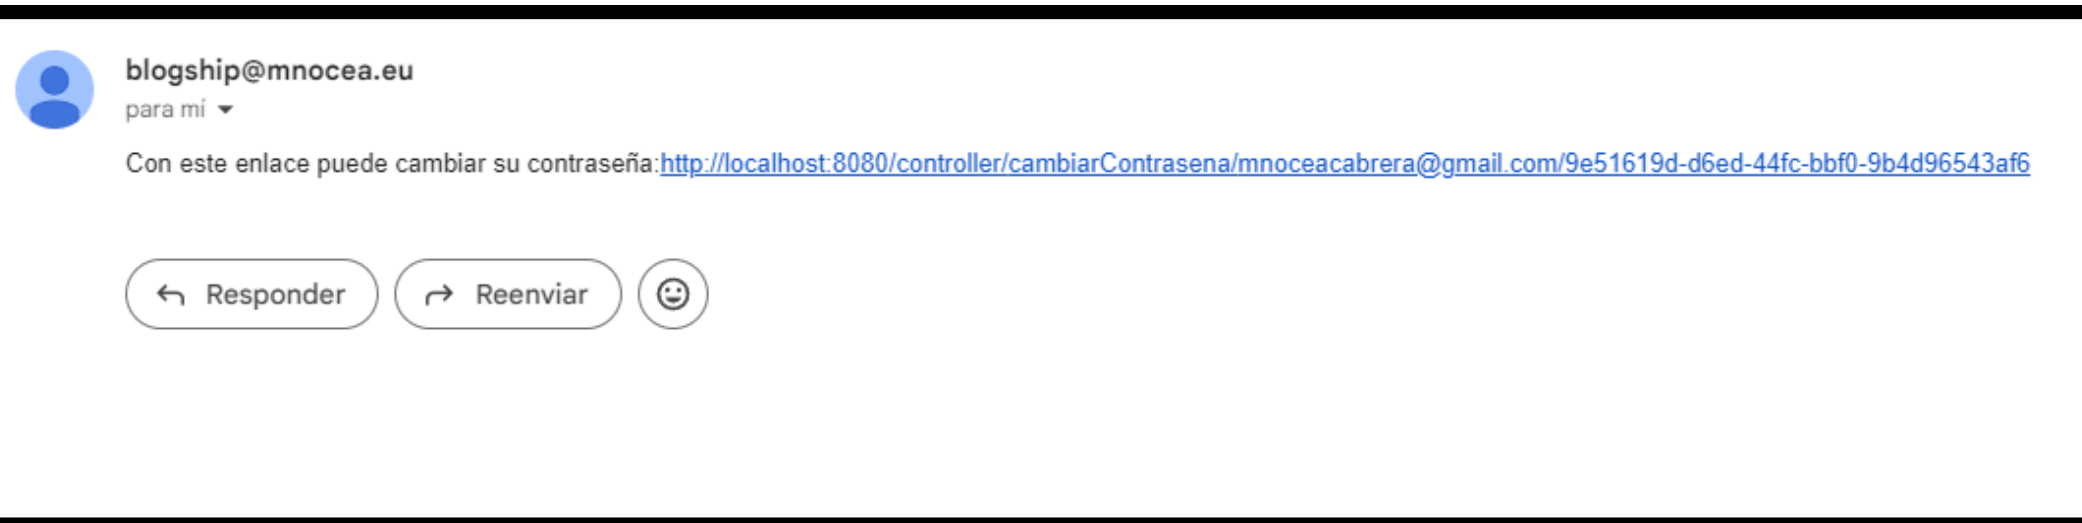 blogship@mnocea.eu
para mí
Con este enlace puede cambiar su contraseña:http://localhost:8080/controller/cambiarContrasena/mnoceacabrera@gmail.com/9e51619d-d6ed-44fc-bbf0-9b4d96543af6
Responder Reenviar